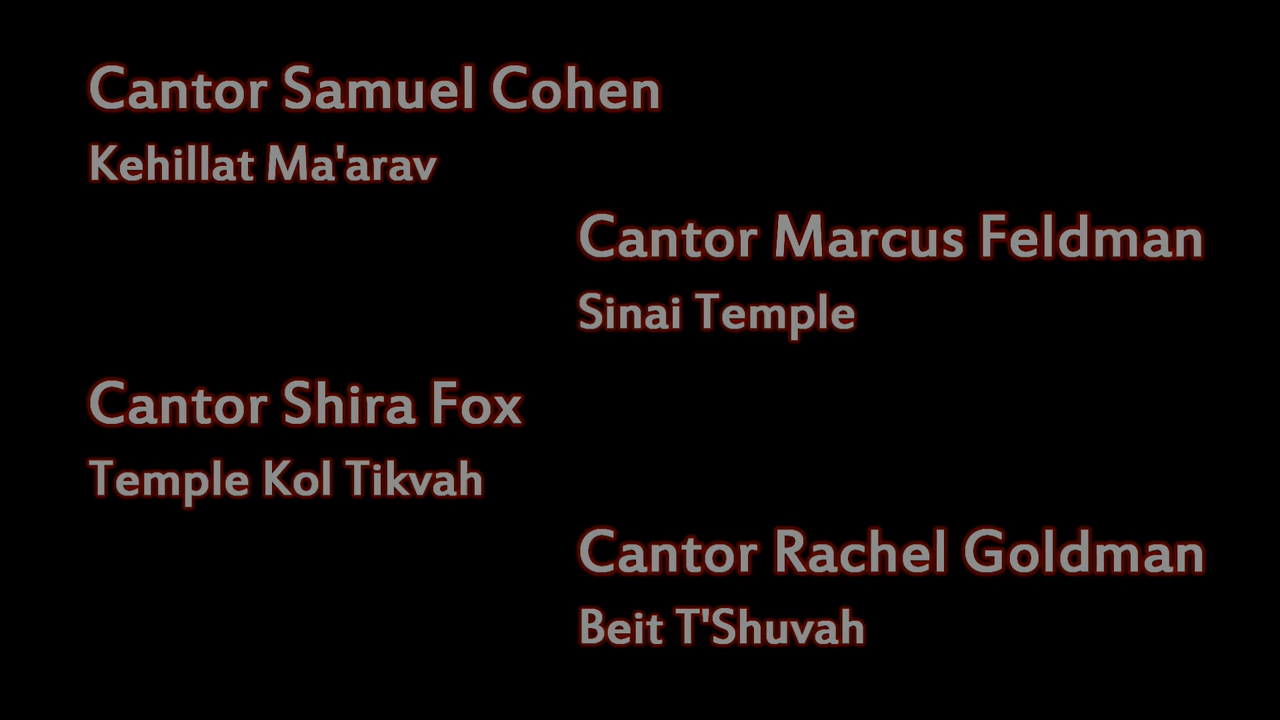 Cantor Samuel Cohen
Kehillat Ma'arav
Cantor Marcus Feldman
Sinai Temple
Cantor Shira Fox
Temple Kol Tikvah
Cantor Rachel Goldman
Beit T'Shuvah